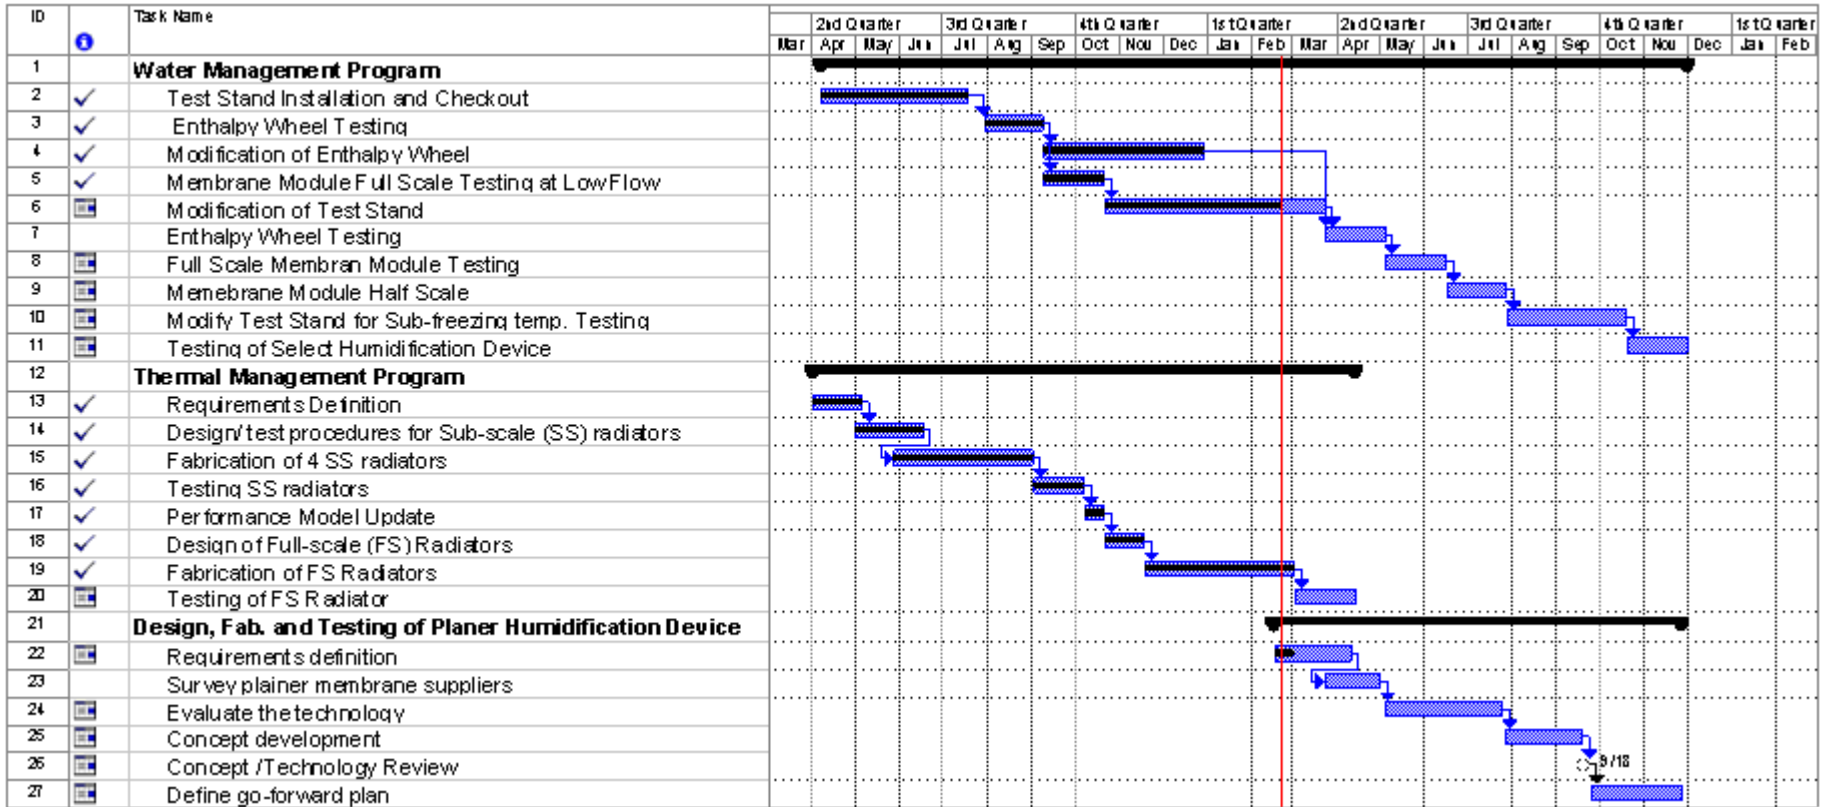 ID Task Name 2nd Quarter 3rd Quarter 4th Quarter 1st Quarter 2nd Quarter 3rd Quarter 4th Quarter 1st Quarter
Mar Apr May Jun Jul Aug Sep Oct Nov Dec Jan Feb Mar Apr May Jun Jul Aug Sep Oct Nov Dec Jan Feb
1 Water Management Program
2 Test Stand Installation and Checkout
3 Enthalpy Wheel Testing
4 Modification of Enthalpy Wheel
5 Membrane Module Full Scale Testing at Low Flow
6 Modification of Test Stand
7 Enthalpy Wheel Testing
8 Full Scale Membran Module Testing
9 Memebrane Module Half Scale
10 Modify Test Stand for Sub-freezing temp. Testing
11 Testing of Select Humidification Device
12 Thermal Management Program
13 Requirements Definition
14 Design/ test procedures for Sub-scale (SS) radiators
15 Fabrication of 4 SS radiators
16 Testing SS radiators
17 Performance Model Update
18 Design of Full-scale (FS) Radiators
19 Fabrication of FS Radiators
20 Testing of FS Radiator
21 Design, Fab. and Testing of Planer Humidification Device
22 Requirements definition
23 Survey plainer membrane suppliers
24 Evaluate the technology
25 Concept development
26 Concept /Technology Review 9/18
27 Define go-forward plan